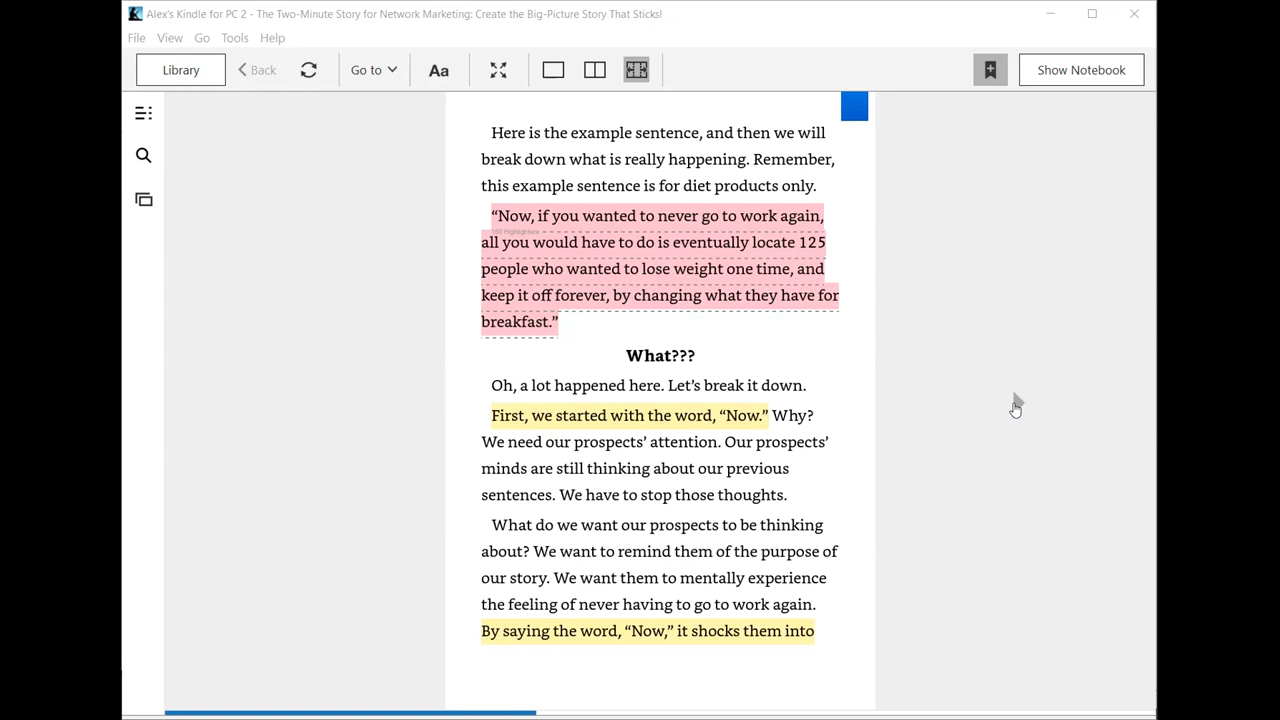 Alex's Kindle for PC 2 - The Two-Minute Story for Network Marketing: Create the Big-Picture Story That Sticks!
File View Go Tools Help
Library Back Go to Aa Show Notebook
Here is the example sentence, and then we will
break down what is really happening. Remember,
this example sentence is for diet products only.
“Now, if you wanted to never go to work again,
100 Highlighters
all you would have to do is eventually locate 125
people who wanted to lose weight one time, and
keep it off forever, by changing what they have for
breakfast.”
What???
Oh, a lot happened here. Let’s break it down.
First, we started with the word, “Now.” Why?
We need our prospects’ attention. Our prospects’
minds are still thinking about our previous
sentences. We have to stop those thoughts.
What do we want our prospects to be thinking
about? We want to remind them of the purpose of
our story. We want them to mentally experience
the feeling of never having to go to work again.
By saying the word, “Now,” it shocks them into